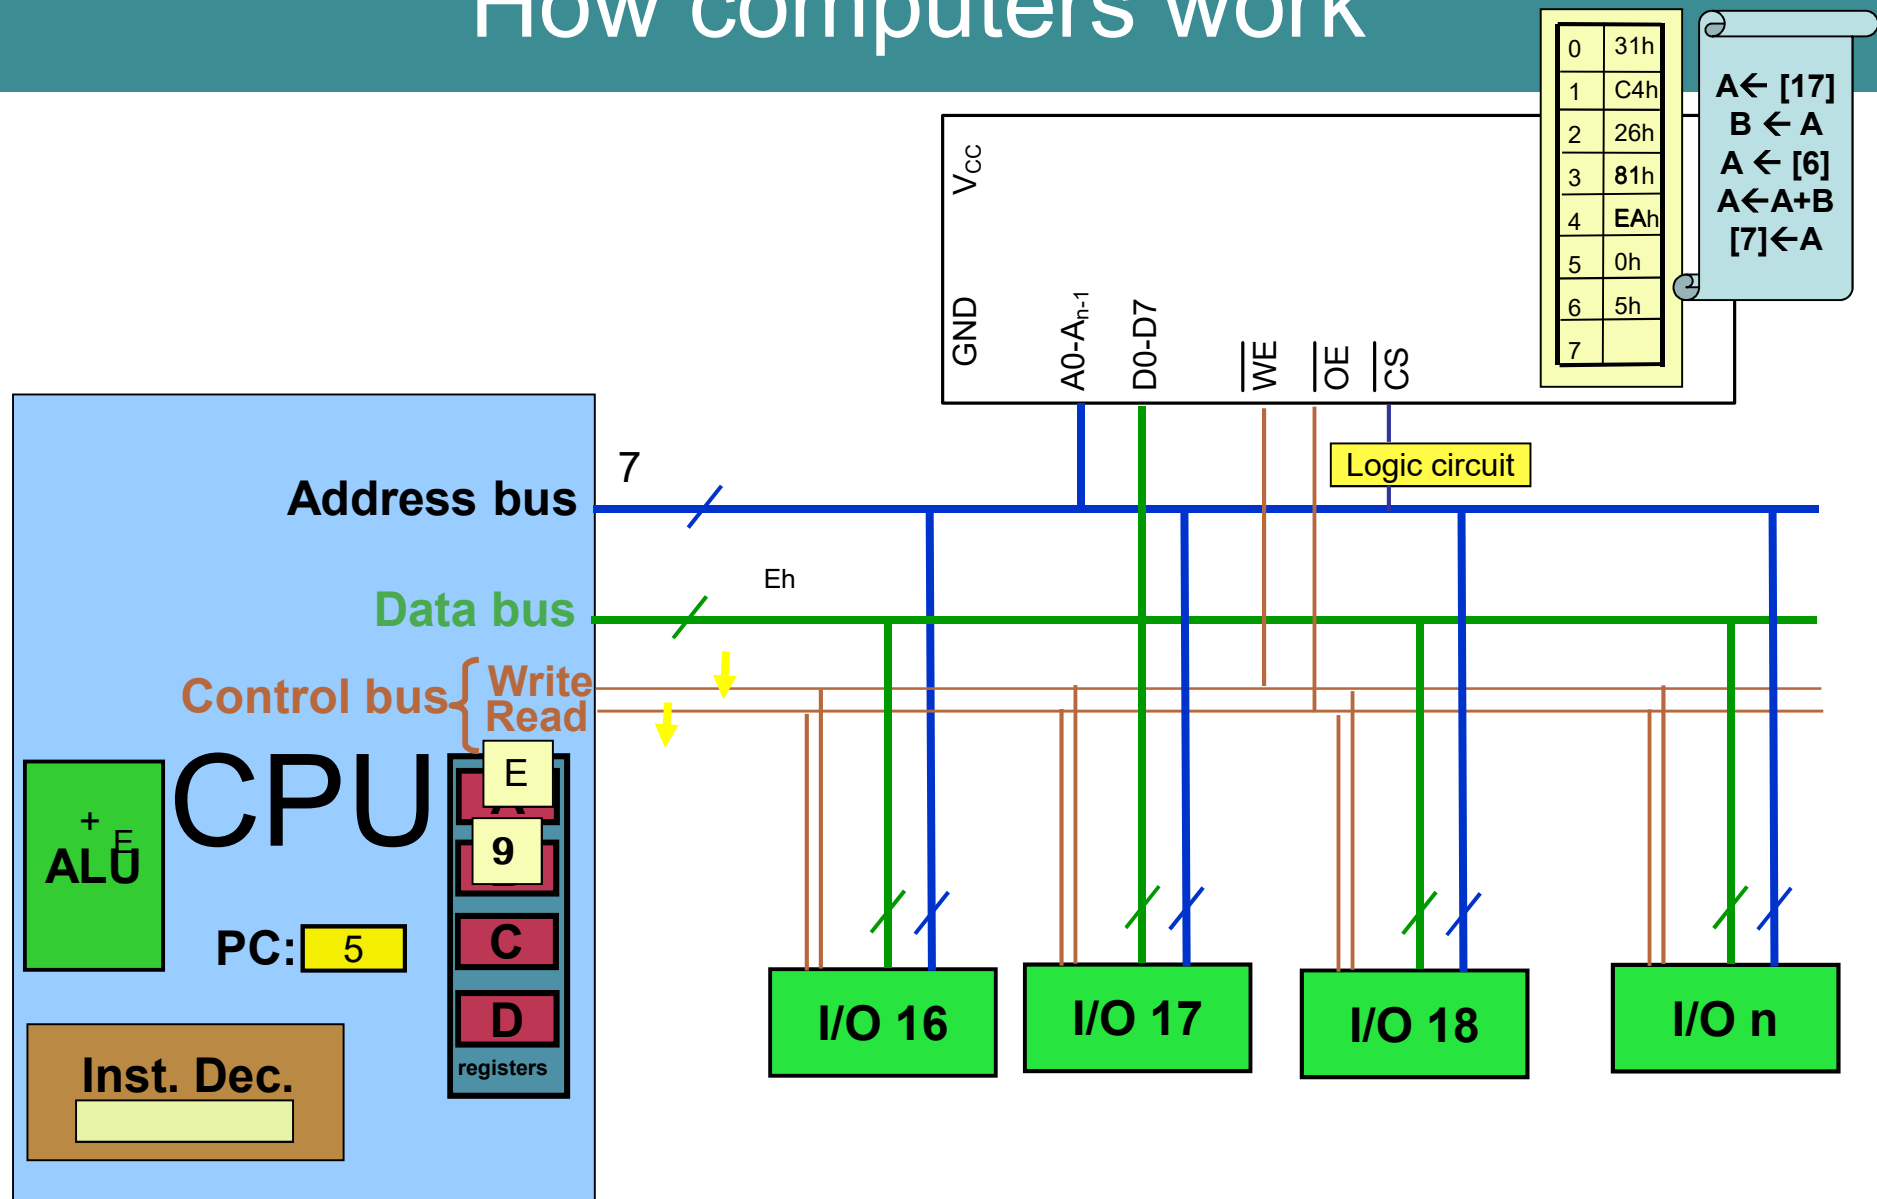 How computers work
0 31h
1 C4h
2 26h
3 81h
4 EAh
5 0h
6 5h
7
A← [17]
B ← A
A ← [6]
A←A+B
[7]←A
VCC
GND
A0-An-1
D0-D7
WE
OE
CS
Logic circuit
7
Address bus
Eh
Data bus
Control bus
Write
Read
CPU
+
E
ALU
E
A
9
C
D
registers
PC: 5
Inst. Dec.
I/O 16
I/O 17
I/O 18
I/O n